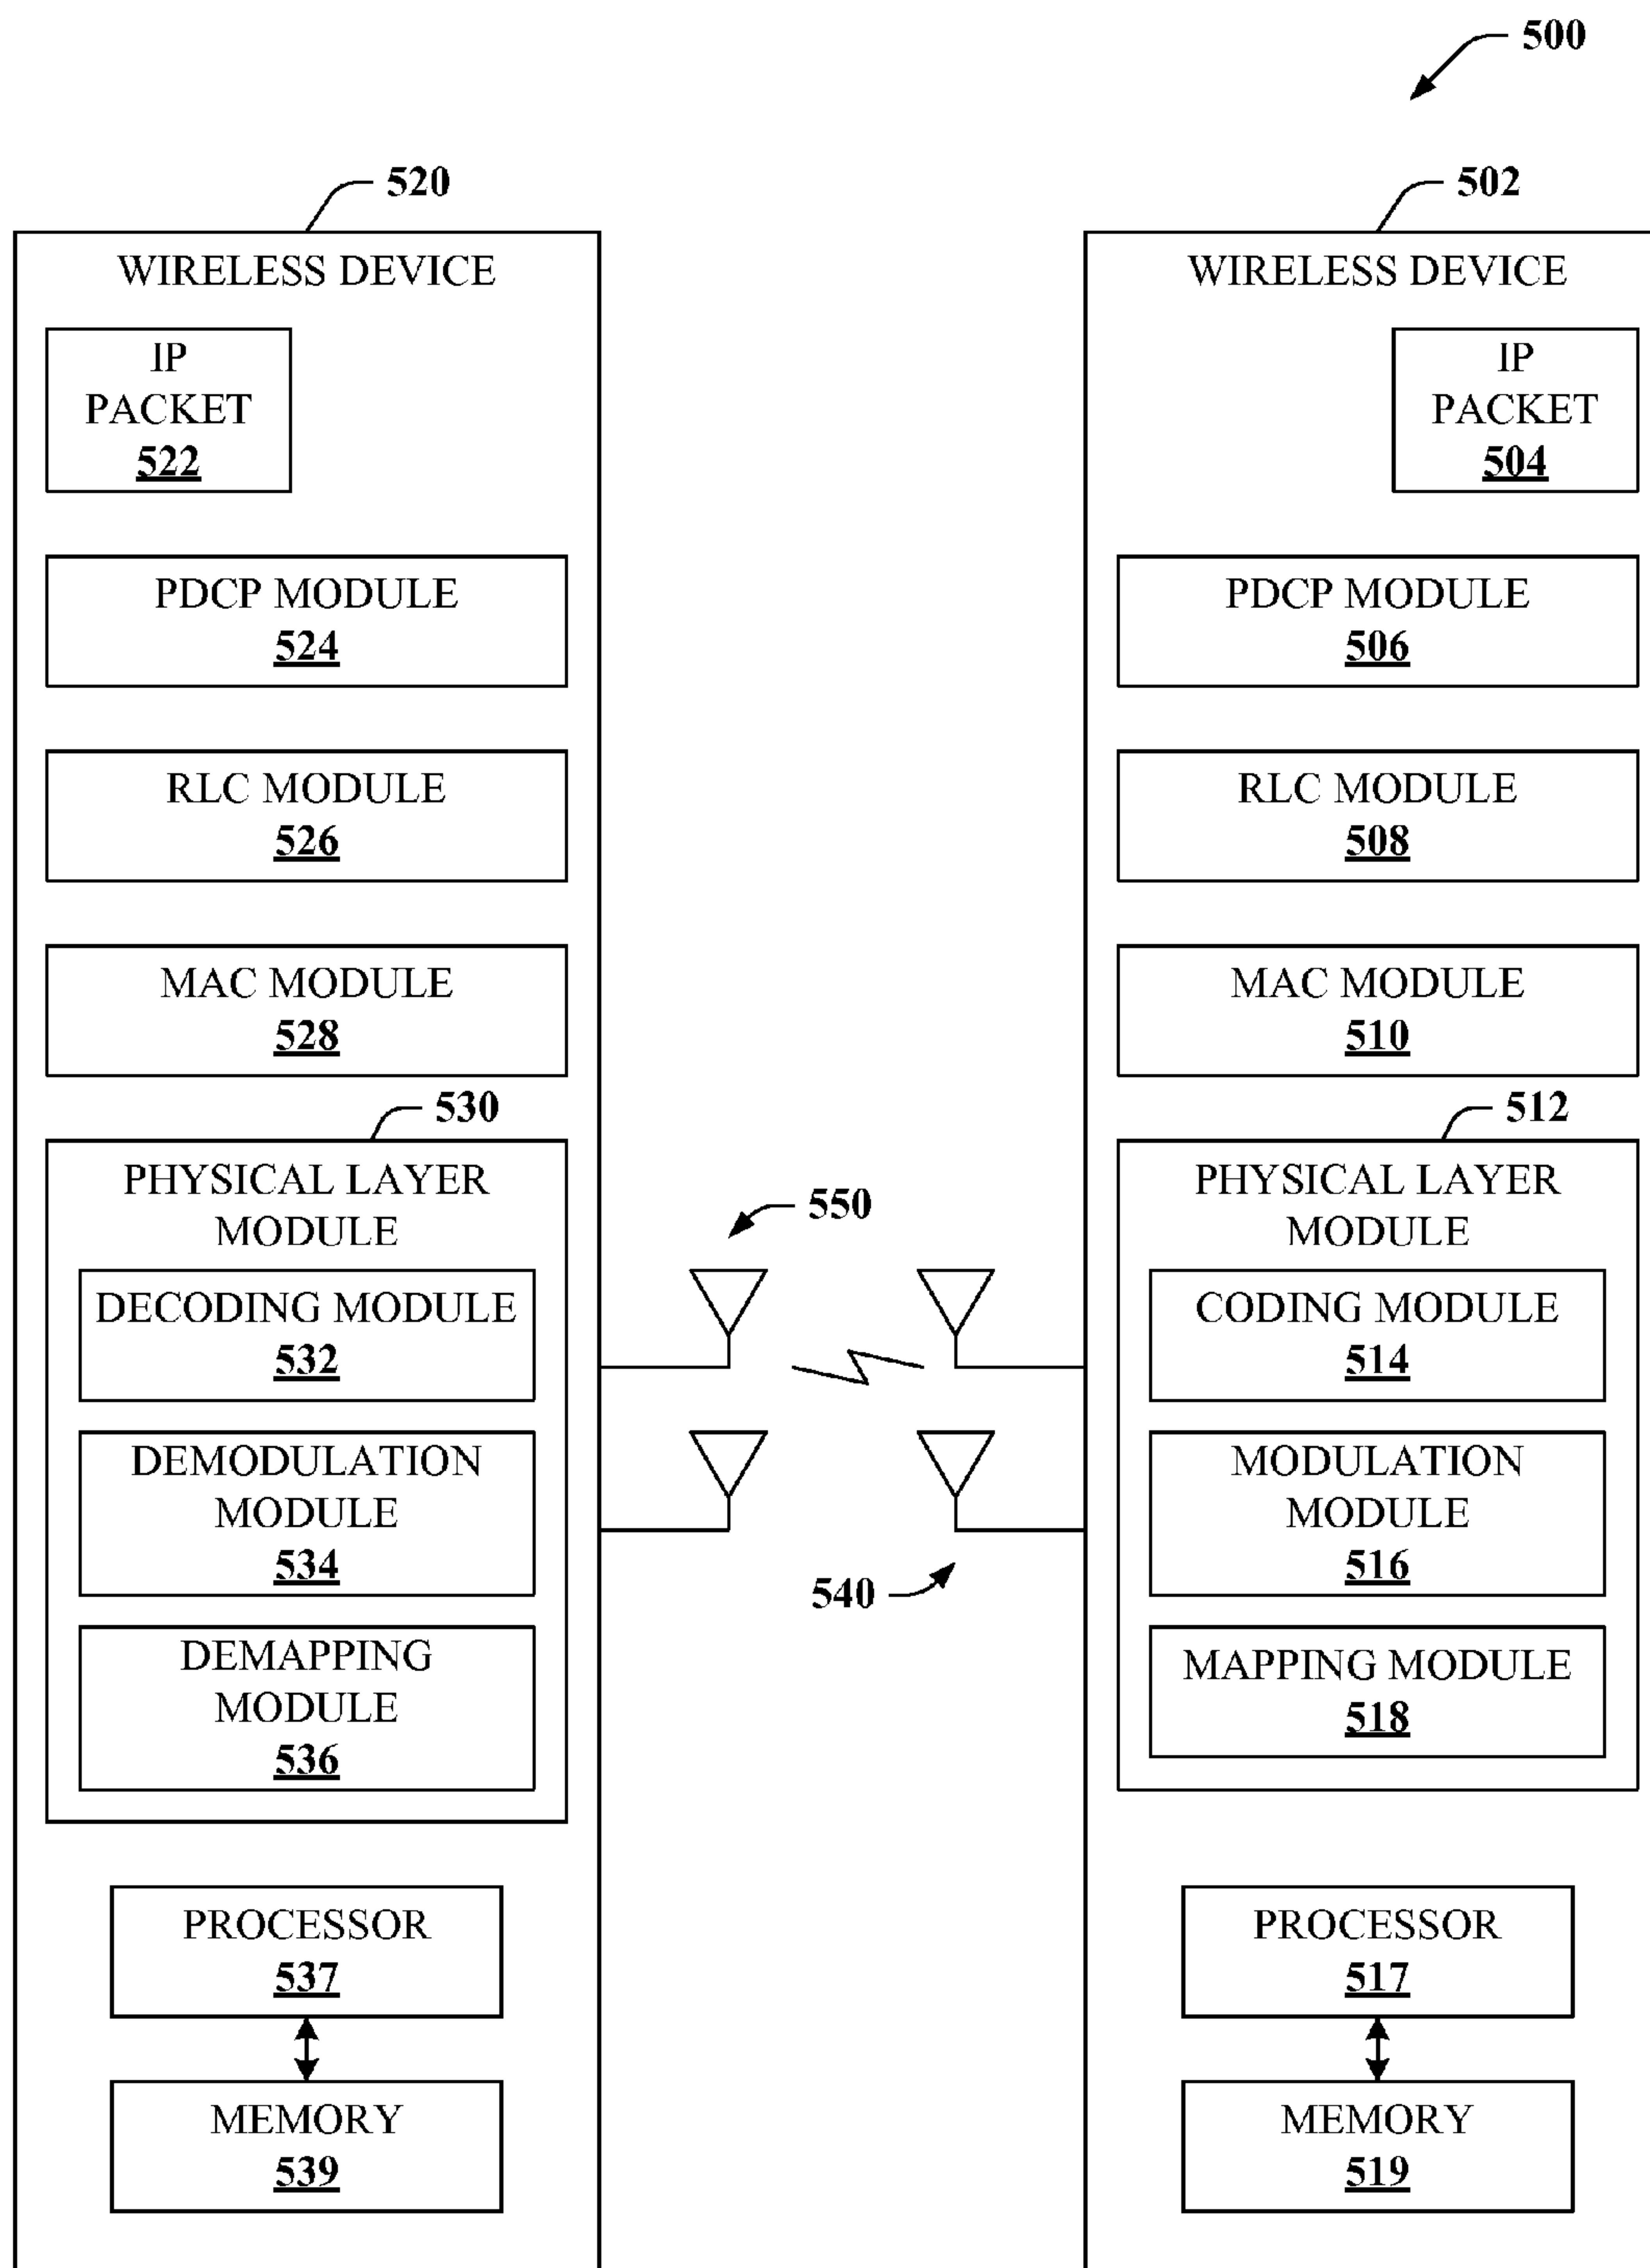 500
520
WIRELESS DEVICE
IP
PACKET
522
PDCP MODULE
524
RLC MODULE
526
MAC MODULE
528
530
PHYSICAL LAYER
MODULE
DECODING MODULE
532
DEMODULATION
MODULE
534
DEMAPPING
MODULE
536
PROCESSOR
537
MEMORY
539
550
540
502
WIRELESS DEVICE
IP
PACKET
504
PDCP MODULE
506
RLC MODULE
508
MAC MODULE
510
512
PHYSICAL LAYER
MODULE
CODING MODULE
514
MODULATION
MODULE
516
MAPPING MODULE
518
PROCESSOR
517
MEMORY
519